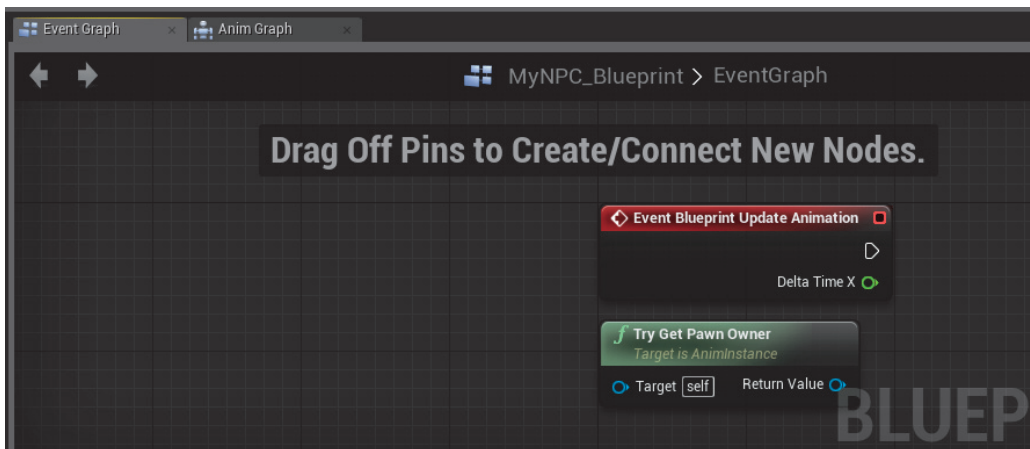 Event Graph
Anim Graph
MyNPC_Blueprint > EventGraph
Drag Off Pins to Create/Connect New Nodes.
Event Blueprint Update Animation
Delta Time X
f Try Get Pawn Owner
Target is AnimInstance
Target self Return Value
BLUEP